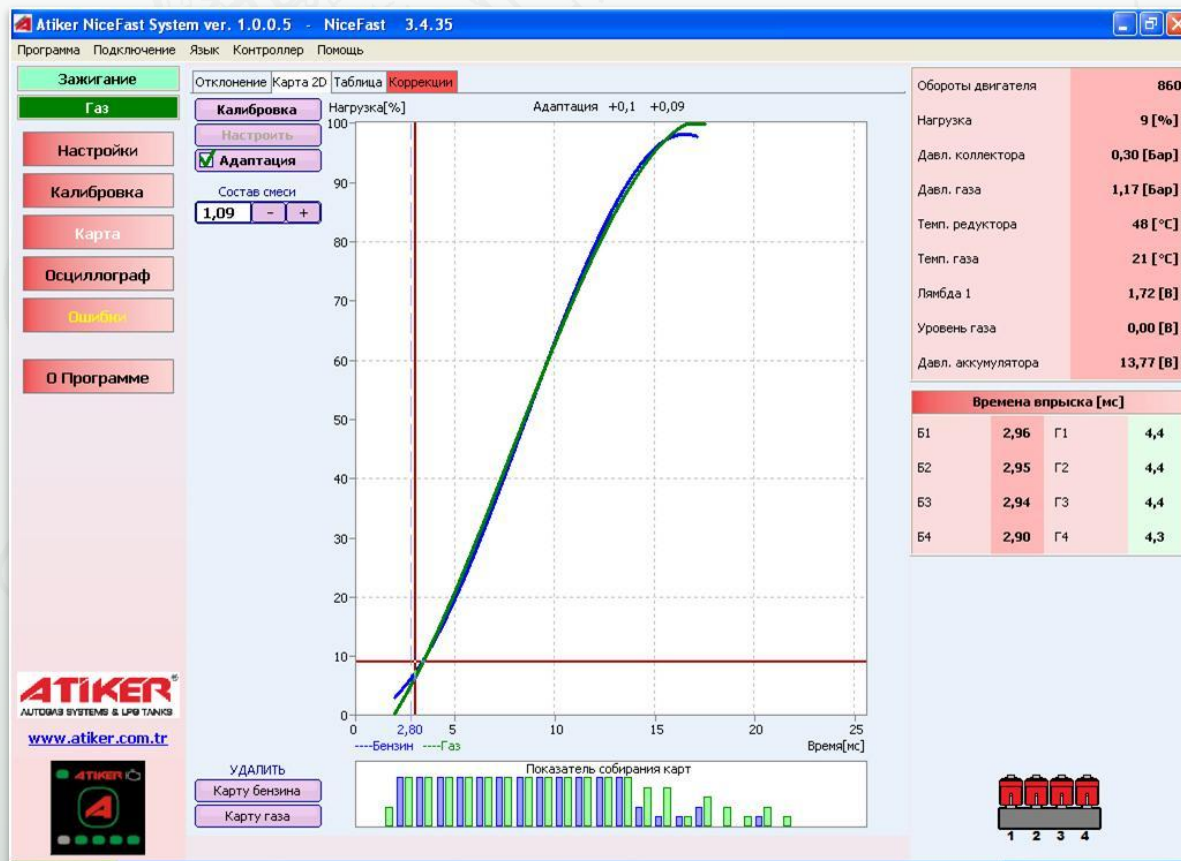 Atiker NiceFast System ver. 1.0.0.5 - NiceFast 3.4.35
Программа Подключение Язык Контроллер Помощь
Зажигание
Газ
Настройки
Калибровка
Карта
Осциллограф
Ошибки
О Программе
ATIKER®
AUTOGAS SYSTEMS & LPG TANKS
www.atiker.com.tr
ATIKER
Отклонение Карта 2D Таблица Коррекции
Калибровка
Настроить
Адаптация
Состав смеси
1,09 - +
Нагрузка[%] Адаптация +0,1 +0,09
100
90
80
70
60
50
40
30
20
10
0
0 2,80 5 10 15 20 25
----Бензин ----Газ Время[мс]
УДАЛИТЬ
Карту бензина
Карту газа
Показатель собирания карт
Обороты двигателя 860
Нагрузка 9 [%]
Давл. коллектора 0,30 [Бар]
Давл. газа 1,17 [Бар]
Темп. редуктора 48 [°C]
Темп. газа 21 [°C]
Лямбда 1 1,72 [В]
Уровень газа 0,00 [В]
Давл. аккумулятора 13,77 [В]
Времена впрыска [мс]
Б1 2,96 Г1 4,4
Б2 2,95 Г2 4,4
Б3 2,94 Г3 4,4
Б4 2,90 Г4 4,3
1 2 3 4